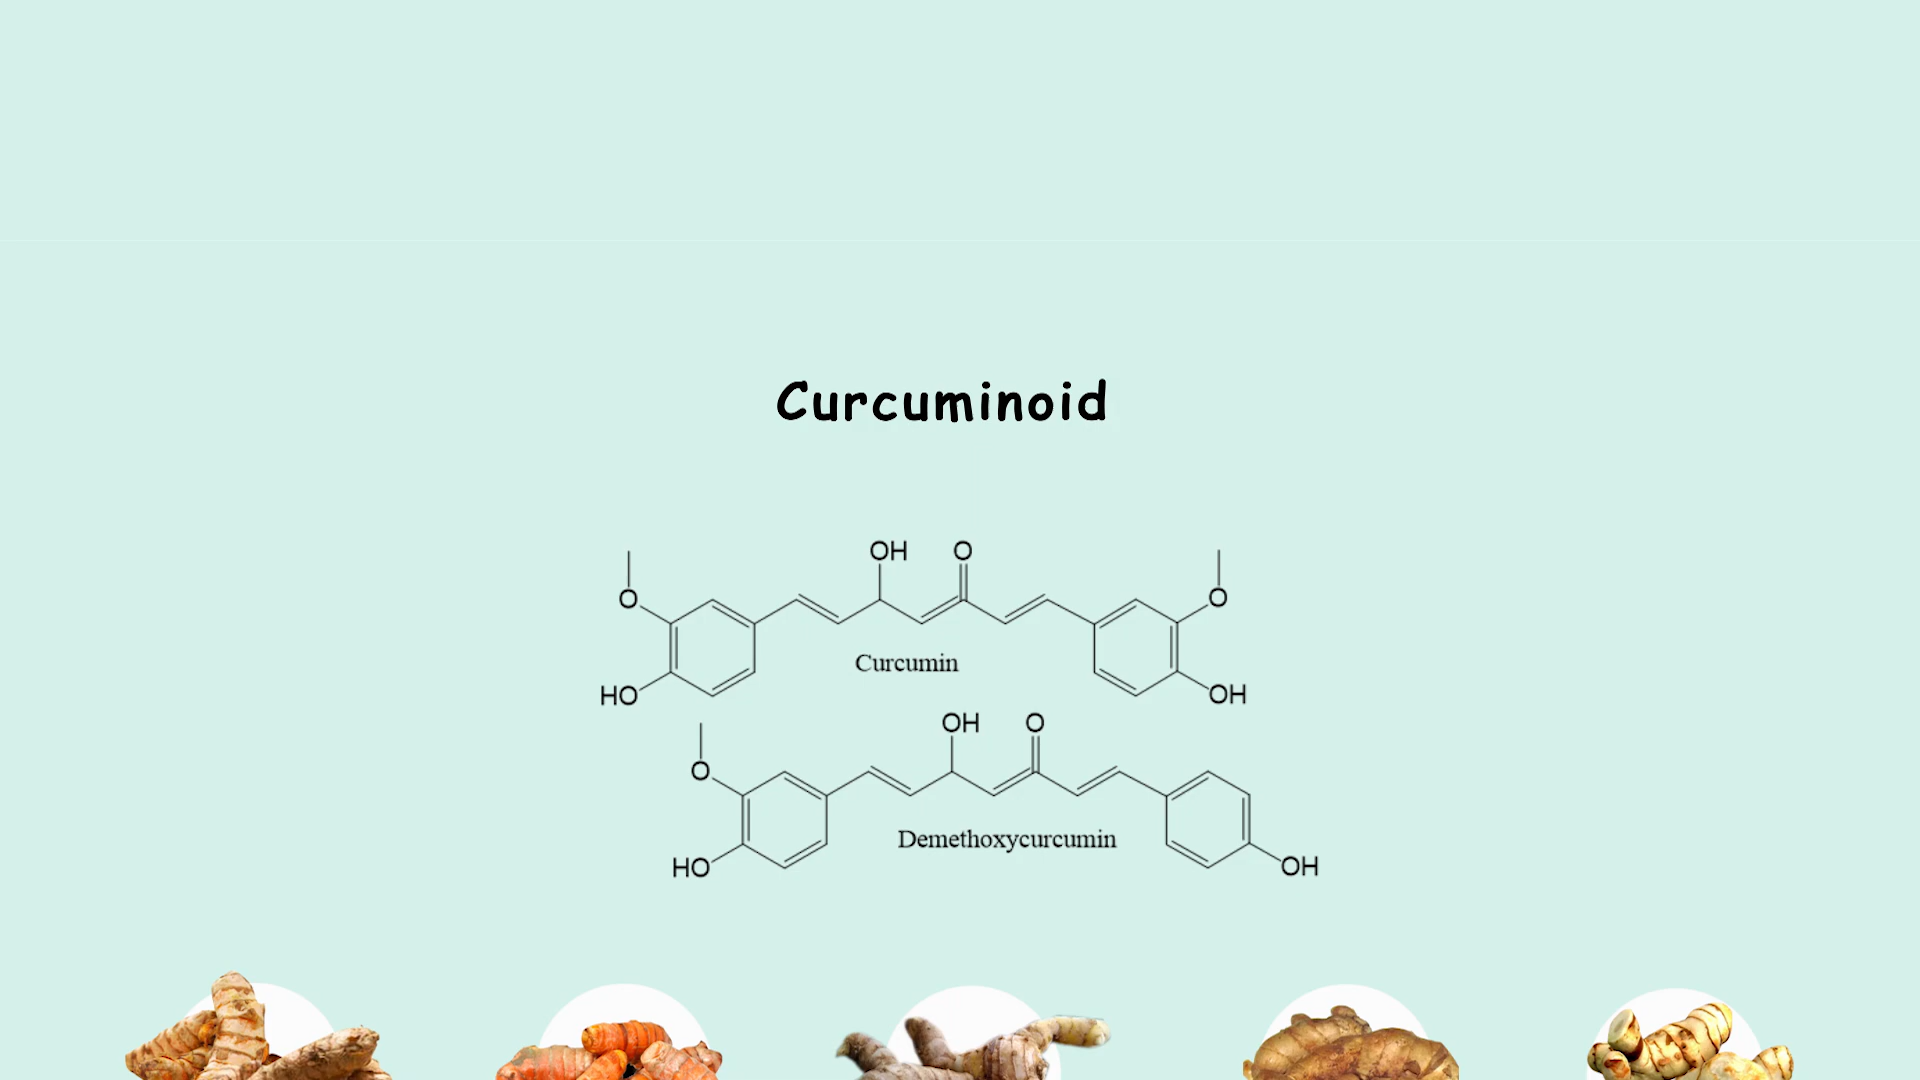 Curcuminoid
OH O
O O
Curcumin
HO OH
OH O
O
Demethoxycurcumin
HO OH